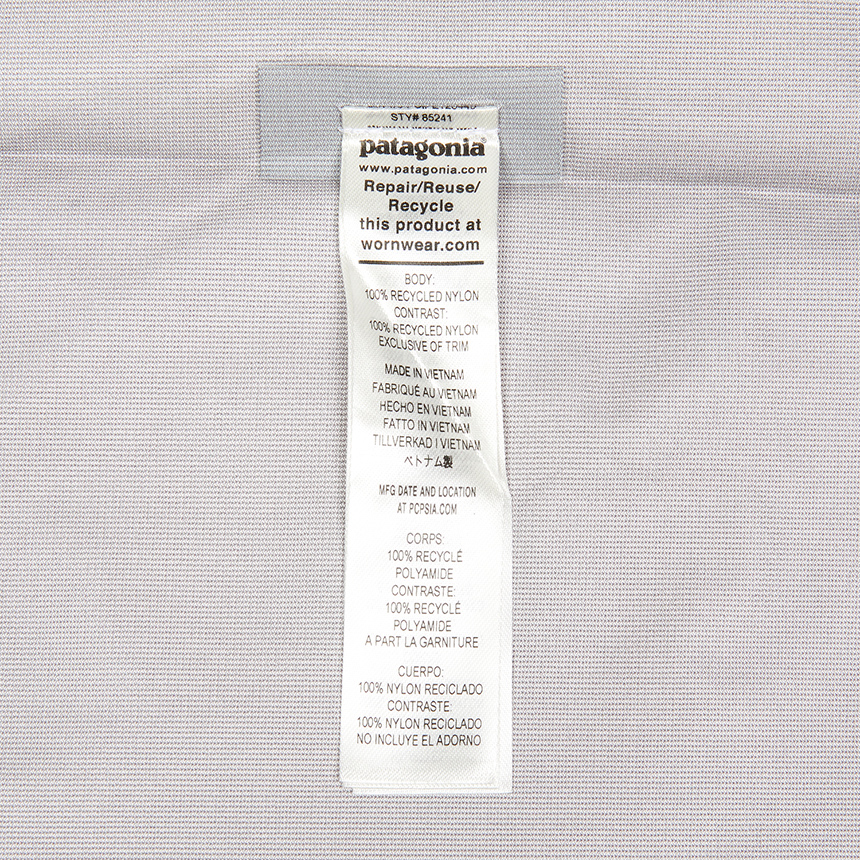 STY# 85241
patagonia®
www.patagonia.com
Repair/Reuse/
Recycle
this product at
wornwear.com
BODY:
100% RECYCLED NYLON
CONTRAST:
100% RECYCLED NYLON
EXCLUSIVE OF TRIM
MADE IN VIETNAM
FABRIQUÉ AU VIETNAM
HECHO EN VIETNAM
FATTO IN VIETNAM
TILLVERKAD I VIETNAM
ベトナム製
MFG DATE AND LOCATION
AT PCPSIA.COM
CORPS:
100% RECYCLÉ
POLYAMIDE
CONTRASTE:
100% RECYCLÉ
POLYAMIDE
A PART LA GARNITURE
CUERPO:
100% NYLON RECICLADO
CONTRASTE:
100% NYLON RECICLADO
NO INCLUYE EL ADORNO